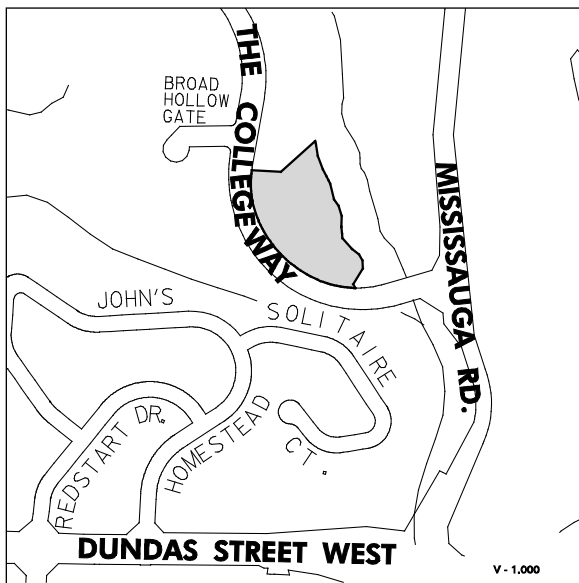 THE COLLEGE WAY
BROAD
HOLLOW
GATE
MISSISSAUGA RD.
JOHN'S
HOMESTEAD
SOLITAIRE
CT.
REDSTART DR.
DUNDAS STREET WEST
V - 1,000